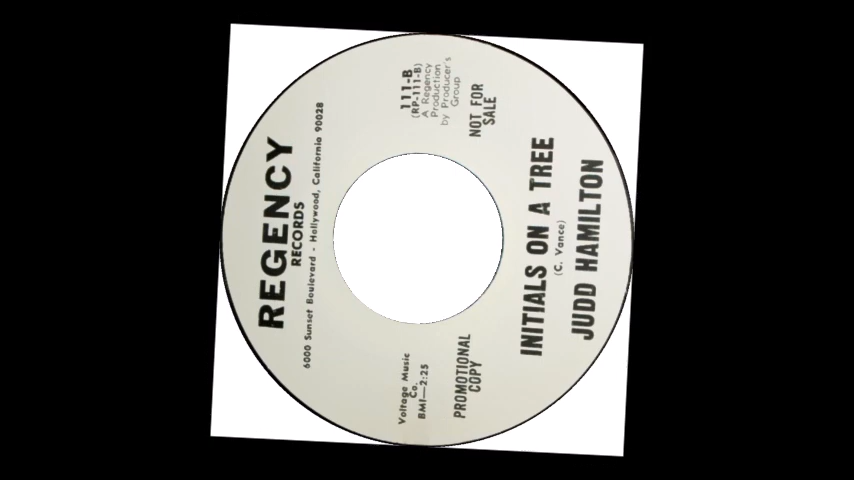 REGENCY
RECORDS
6000 Sunset Boulevard - Hollywood, California 90028
Voltage Music
Co.
BMI—2:25
PROMOTIONAL
COPY
111-B
(RP-111-B)
A Regency
Production
by Producer's
Group
NOT FOR
SALE
INITIALS ON A TREE
(C. Vance)
JUDD HAMILTON